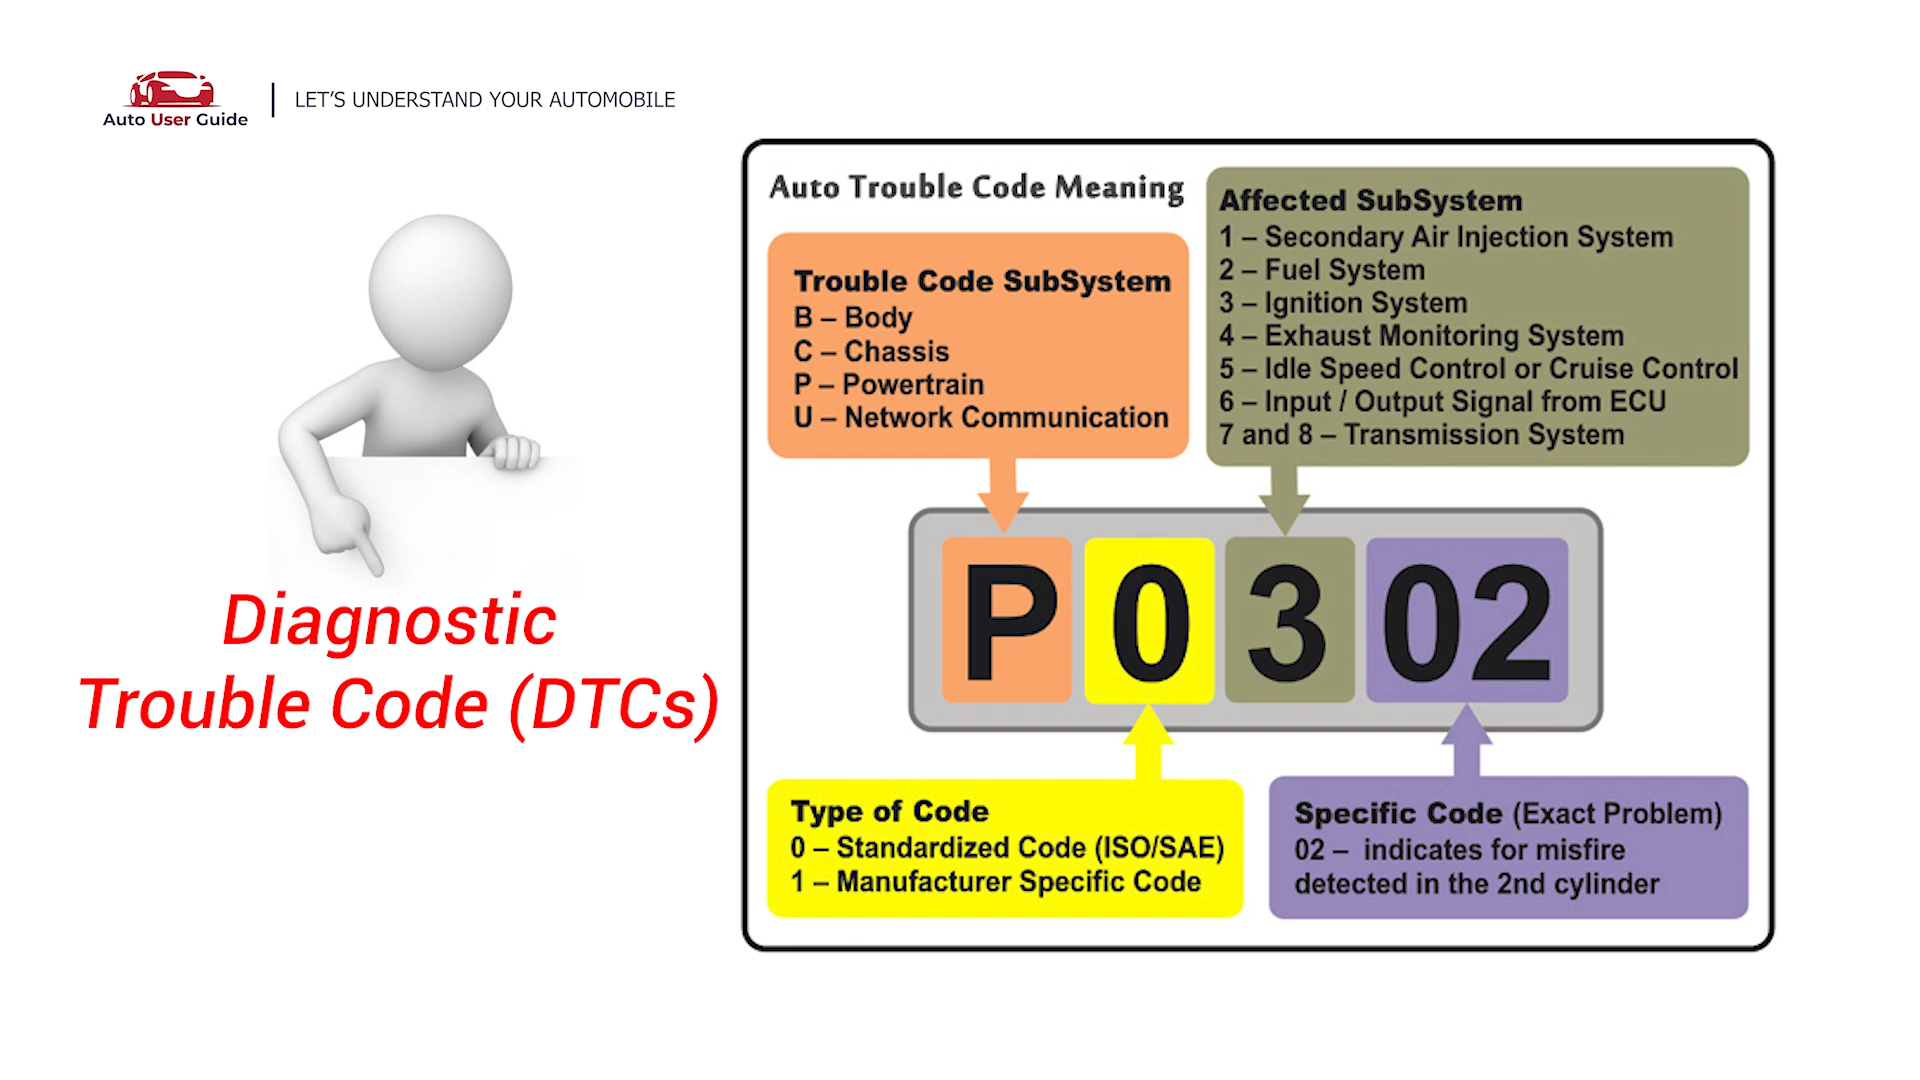 Auto User Guide
LET'S UNDERSTAND YOUR AUTOMOBILE
Diagnostic
Trouble Code (DTCs)
Auto Trouble Code Meaning
Trouble Code SubSystem
B – Body
C – Chassis
P – Powertrain
U – Network Communication
Affected SubSystem
1 – Secondary Air Injection System
2 – Fuel System
3 – Ignition System
4 – Exhaust Monitoring System
5 – Idle Speed Control or Cruise Control
6 – Input / Output Signal from ECU
7 and 8 – Transmission System
P 0 3 02
Type of Code
0 – Standardized Code (ISO/SAE)
1 – Manufacturer Specific Code
Specific Code (Exact Problem)
02 – indicates for misfire
detected in the 2nd cylinder